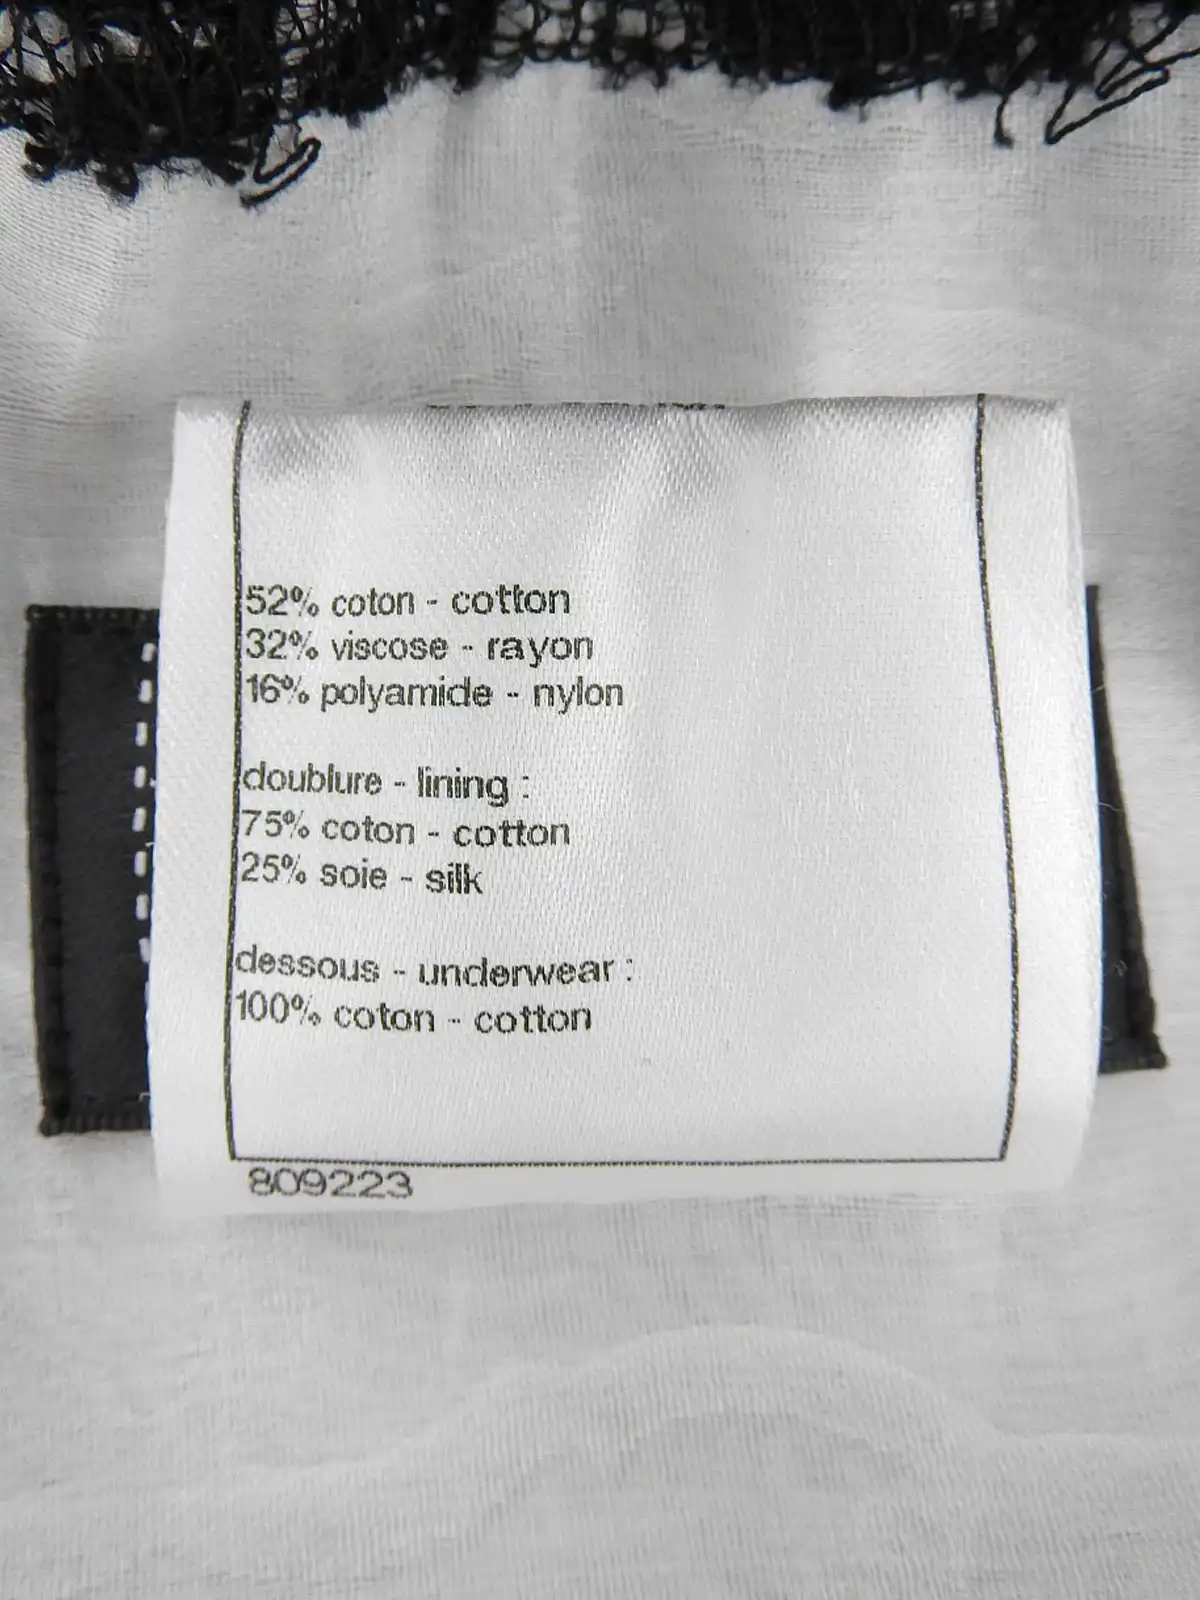 52% coton - cotton
32% viscose - rayon
16% polyamide - nylon
doublure - lining :
75% coton - cotton
25% soie - silk
dessous - underwear :
100% coton - cotton
809223